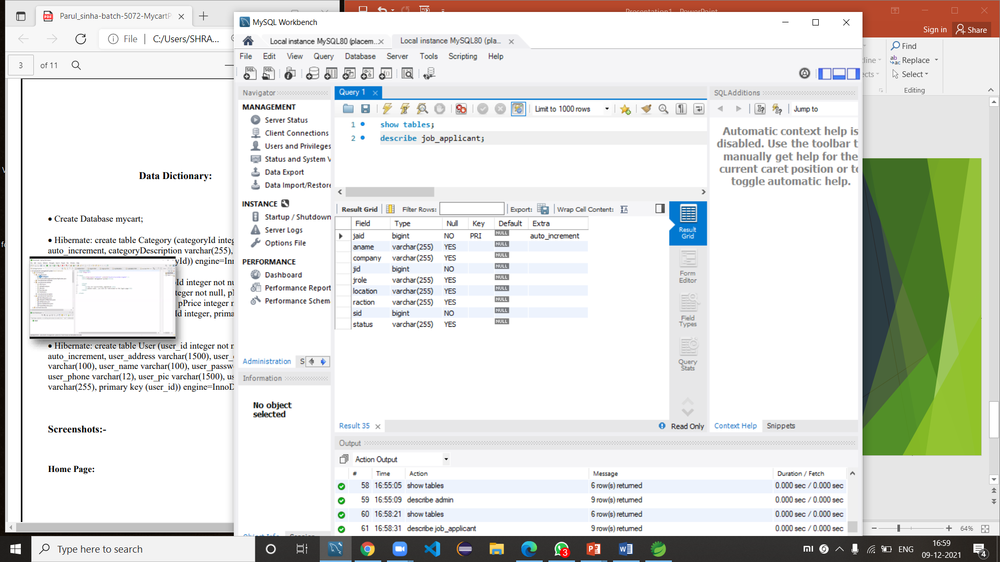 Parul_sinha-batch-5072-MycartP
File
C:/Users/SHRA...
3
of 11
Data Dictionary:
• Create Database mycart;
• Hibernate: create table Category (categoryId integ
auto_increment, categoryDescription varchar(255),
yId)) engine=Inno
Id integer not nu
teger not null, pl
pPrice integer n
Id integer, prima
• Hibernate: create table User (user_id integer not n
auto_increment, user_address varchar(1500), user_
varchar(100), user_name varchar(100), user_passw
user_phone varchar(12), user_pic varchar(1500), us
varchar(255), primary key (user_id)) engine=InnoD
Screenshots:-
Home Page:
MySQL Workbench
Local instance MySQL80 (placem...
Local instance MySQL80 (pla...
File Edit View Query Database Server Tools Scripting Help
Navigator
MANAGEMENT
Server Status
Client Connections
Users and Privileges
Status and System V
Data Export
Data Import/Restore
INSTANCE
Startup / Shutdown
Server Logs
Options File
PERFORMANCE
Dashboard
Performance Report
Performance Schem
Administration S
Information
No object
selected
Object Info Session
Query 1
Limit to 1000 rows
1 show tables;
2 describe job_applicant;
Result Grid Filter Rows: Export: Wrap Cell Content:
Field Type Null Key Default Extra
jaid bigint NO PRI NULL auto_increment
aname varchar(255) YES NULL
company varchar(255) YES NULL
jid bigint NO NULL
jrole varchar(255) YES NULL
location varchar(255) YES NULL
raction varchar(255) YES NULL
sid bigint NO NULL
status varchar(255) YES NULL
Result
Grid
Form
Editor
Field
Types
Query
Stats
Result 35
Read Only
Output
Action Output
# Time Action Message Duration / Fetch
58 16:55:05 show tables 6 row(s) returned 0.000 sec / 0.000 sec
59 16:55:09 describe admin 9 row(s) returned 0.000 sec / 0.000 sec
60 16:58:21 show tables 6 row(s) returned 0.000 sec / 0.000 sec
61 16:58:31 describe job_applicant 9 row(s) returned 0.000 sec / 0.000 sec
SQLAdditions
Jump to
Automatic context help is
disabled. Use the toolbar t
manually get help for the
current caret position or to
toggle automatic help.
Context Help Snippets
Presentation1 - PowerPoint
Sign in Share
Find
Replace
Select
Editing
64%
Type here to search
3
mi
ENG
16:59
09-12-2021
4